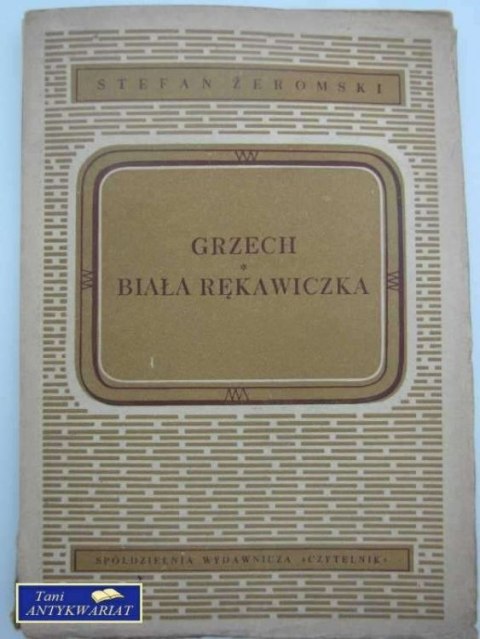 STEFAN ŻEROMSKI
GRZECH
BIAŁA RĘKAWICZKA
SPÓŁDZIELNIA WYDAWNICZA «CZYTELNIK»
Tani
ANTYKWARIAT